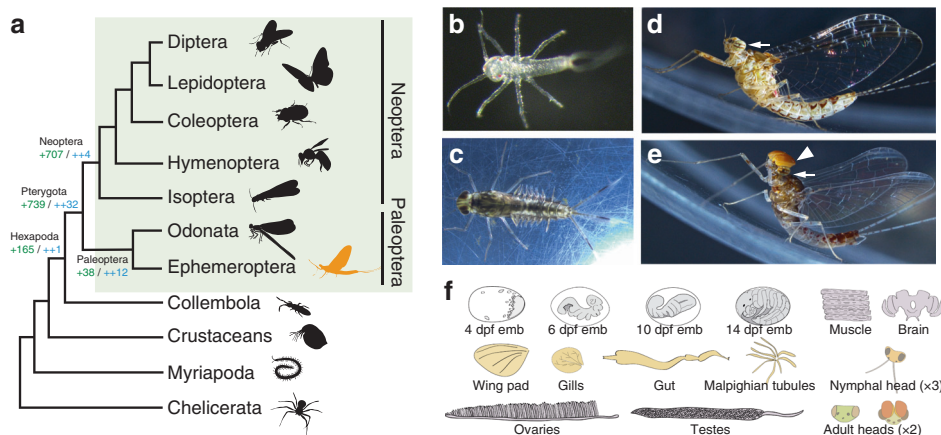 a
Diptera
Lepidoptera
Coleoptera
Hymenoptera
Isoptera
Odonata
Ephemeroptera
Collembola
Crustaceans
Myriapoda
Chelicerata
Neoptera
Paleoptera
Neoptera
+707 / ++4
Pterygota
+739 / ++32
Hexapoda
+165 / ++1
Paleoptera
+38 / ++12
b
c
d
e
f
4 dpf emb
6 dpf emb
10 dpf emb
14 dpf emb
Muscle
Brain
Wing pad
Gills
Gut
Malpighian tubules
Nymphal head (×3)
Ovaries
Testes
Adult heads (×2)